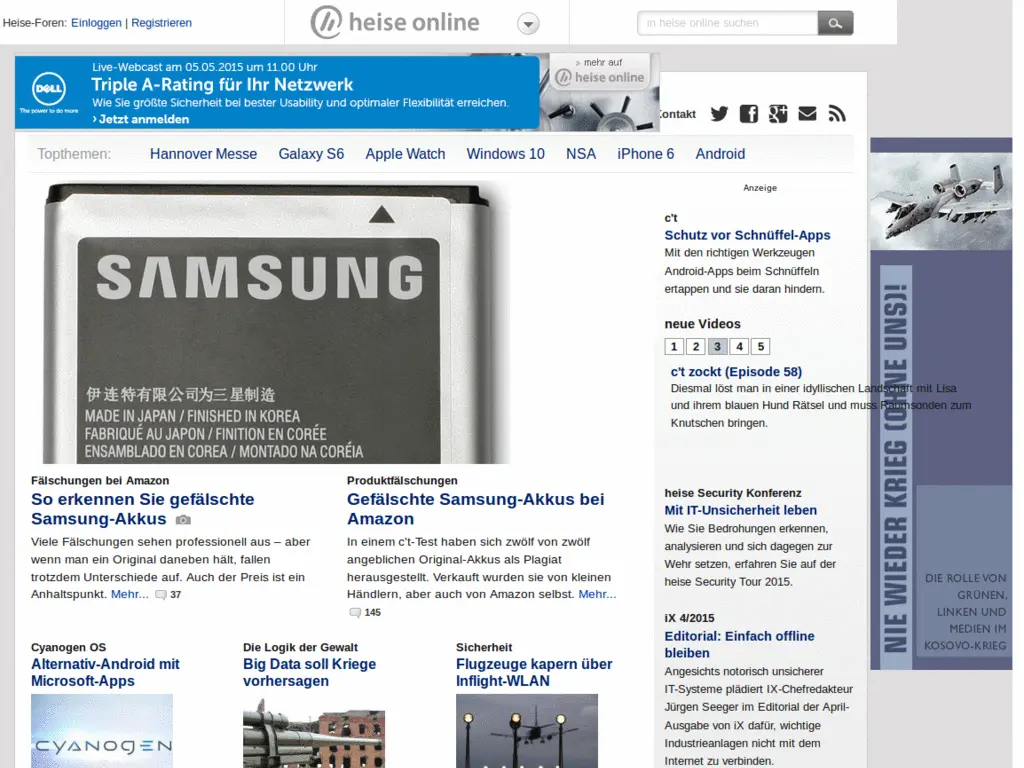 Heise-Foren: Einloggen | Registrieren
heise online
in heise online suchen
DELL
The power to do more
Live-Webcast am 05.05.2015 um 11.00 Uhr
Triple A-Rating für Ihr Netzwerk
Wie Sie größte Sicherheit bei bester Usability und optimaler Flexibilität erreichen.
› Jetzt anmelden
» mehr auf
heise online
Kontakt
Topthemen: Hannover Messe Galaxy S6 Apple Watch Windows 10 NSA iPhone 6 Android
SAMSUNG
伊连特有限公司为三星制造
MADE IN JAPAN / FINISHED IN KOREA
FABRIQUÉ AU JAPON / FINITION EN CORÉE
ENSAMBLADO EN COREA / MONTADO NA CORÉIA
Fälschungen bei Amazon
So erkennen Sie gefälschte
Samsung-Akkus
Viele Fälschungen sehen professionell aus – aber
wenn man ein Original daneben hält, fallen
trotzdem Unterschiede auf. Auch der Preis ist ein
Anhaltspunkt. Mehr... 37
Produktfälschungen
Gefälschte Samsung-Akkus bei
Amazon
In einem c't-Test haben sich zwölf von zwölf
angeblichen Original-Akkus als Plagiat
herausgestellt. Verkauft wurden sie von kleinen
Händlern, aber auch von Amazon selbst. Mehr...
145
Cyanogen OS
Alternativ-Android mit
Microsoft-Apps
CYANOGEN
Die Logik der Gewalt
Big Data soll Kriege
vorhersagen
Sicherheit
Flugzeuge kapern über
Inflight-WLAN
Anzeige
c't
Schutz vor Schnüffel-Apps
Mit den richtigen Werkzeugen
Android-Apps beim Schnüffeln
ertappen und sie daran hindern.
neue Videos
1 2 3 4 5
c't zockt (Episode 58)
Diesmal löst man in einer idyllischen Landschaft mit Lisa
und ihrem blauen Hund Rätsel und muss Raumsonden zum
Knutschen bringen.
heise Security Konferenz
Mit IT-Unsicherheit leben
Wie Sie Bedrohungen erkennen,
analysieren und sich dagegen zur
Wehr setzen, erfahren Sie auf der
heise Security Tour 2015.
iX 4/2015
Editorial: Einfach offline
bleiben
Angesichts notorisch unsicherer
IT-Systeme plädiert IX-Chefredakteur
Jürgen Seeger im Editorial der April-
Ausgabe von iX dafür, wichtige
Industrieanlagen nicht mit dem
Internet zu verbinden.
NIE WIEDER KRIEG (OHNE UNS)!
DIE ROLLE VON
GRÜNEN,
LINKEN UND
MEDIEN IM
KOSOVO-KRIEG